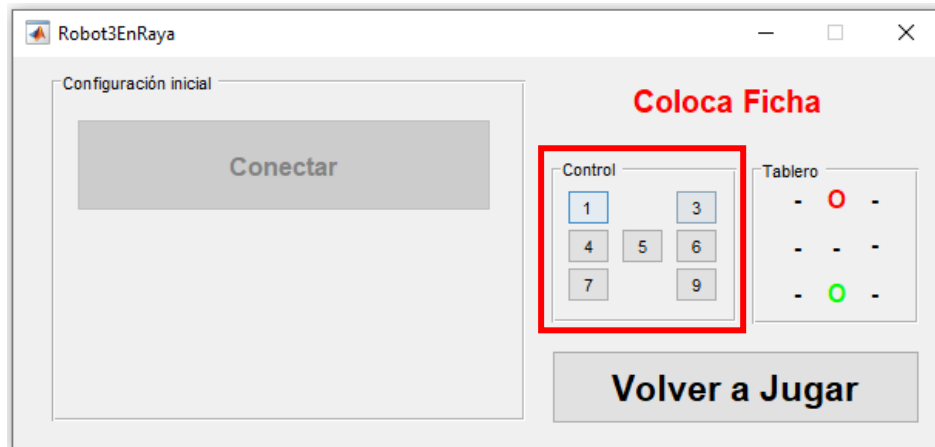 Robot3EnRaya
Configuración inicial
Conectar
Coloca Ficha
Control
1 3
4 5 6
7 9
Tablero
- O -
- - -
- O -
Volver a Jugar